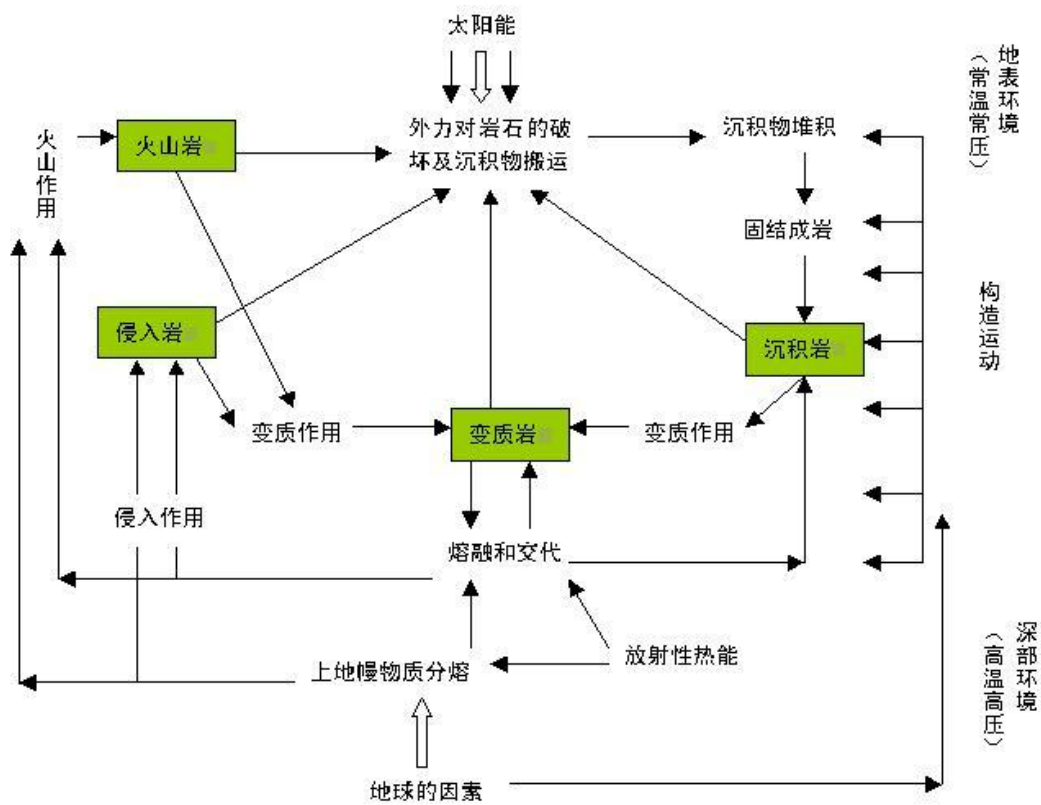 太阳能
地表环境
（常温常压）
火山作用
火山岩
外力对岩石的破
坏及沉积物搬运
沉积物堆积
固结成岩
构造运动
侵入岩
沉积岩
变质作用
变质岩
变质作用
侵入作用
熔融和交代
放射性热能
上地幔物质分熔
深部环境
（高温高压）
地球的因素